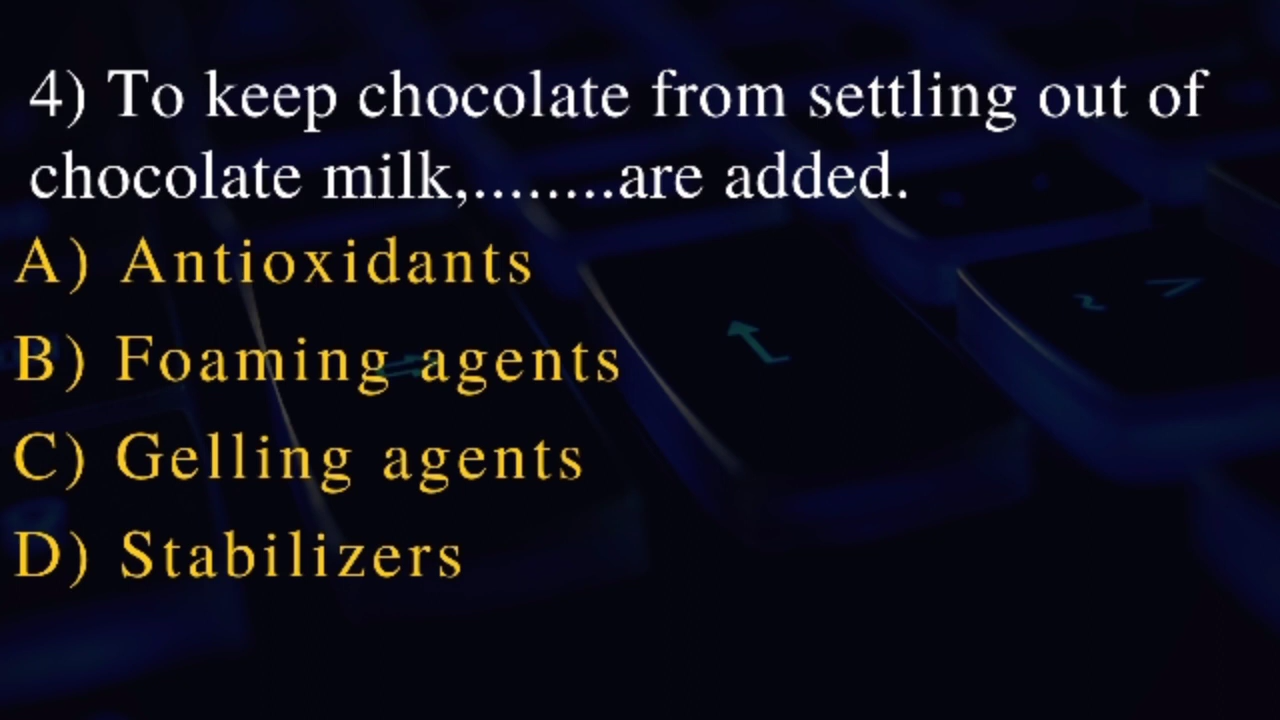 4) To keep chocolate from settling out of
chocolate milk,........are added.
A) Antioxidants
B) Foaming agents
C) Gelling agents
D) Stabilizers